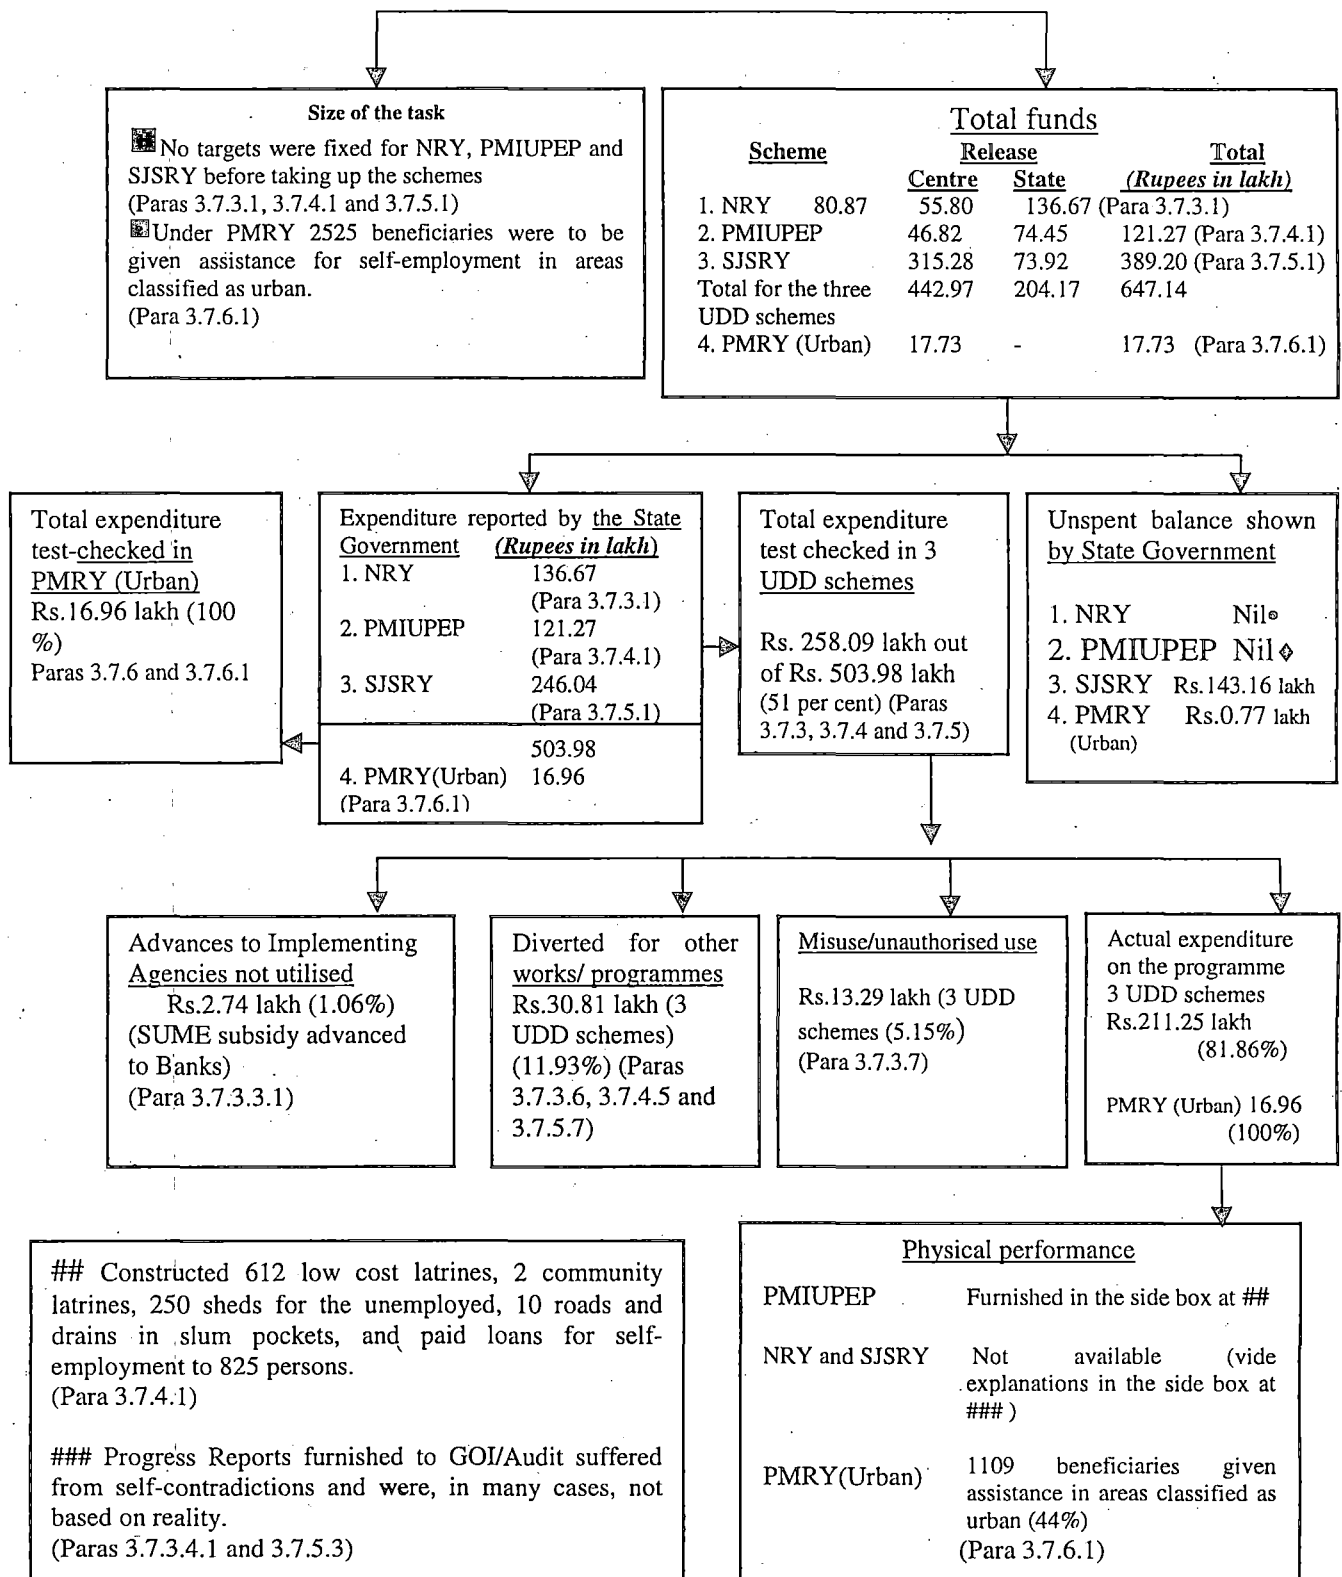 Size of the task
No targets were fixed for NRY, PMIUPEP and
SJSRY before taking up the schemes
(Paras 3.7.3.1, 3.7.4.1 and 3.7.5.1)
Under PMRY 2525 beneficiaries were to be
given assistance for self-employment in areas
classified as urban.
(Para 3.7.6.1)
Total funds
Scheme Release Total
Centre State (Rupees in lakh)
1. NRY 80.87 55.80 136.67 (Para 3.7.3.1)
2. PMIUPEP 46.82 74.45 121.27 (Para 3.7.4.1)
3. SJSRY 315.28 73.92 389.20 (Para 3.7.5.1)
Total for the three 442.97 204.17 647.14
UDD schemes
4. PMRY (Urban) 17.73 - 17.73 (Para 3.7.6.1)
Total expenditure
test-checked in
PMRY (Urban)
Rs.16.96 lakh (100
%)
Paras 3.7.6 and 3.7.6.1
Expenditure reported by the State
Government (Rupees in lakh)
1. NRY 136.67
(Para 3.7.3.1)
2. PMIUPEP 121.27
(Para 3.7.4.1)
3. SJSRY 246.04
(Para 3.7.5.1)
503.98
4. PMRY(Urban) 16.96
(Para 3.7.6.1)
Total expenditure
test checked in 3
UDD schemes
Rs. 258.09 lakh out
of Rs. 503.98 lakh
(51 per cent) (Paras
3.7.3, 3.7.4 and 3.7.5)
Unspent balance shown
by State Government
1. NRY Nil⊙
2. PMIUPEP Nil◈
3. SJSRY Rs.143.16 lakh
4. PMRY Rs.0.77 lakh
(Urban)
Advances to Implementing
Agencies not utilised
Rs.2.74 lakh (1.06%)
(SUME subsidy advanced
to Banks)
(Para 3.7.3.3.1)
Diverted for other
works/ programmes
Rs.30.81 lakh (3
UDD schemes)
(11.93%) (Paras
3.7.3.6, 3.7.4.5 and
3.7.5.7)
Misuse/unauthorised use
Rs.13.29 lakh (3 UDD
schemes (5.15%)
(Para 3.7.3.7)
Actual expenditure
on the programme
3 UDD schemes
Rs.211.25 lakh
(81.86%)
PMRY (Urban) 16.96
(100%)
## Constructed 612 low cost latrines, 2 community
latrines, 250 sheds for the unemployed, 10 roads and
drains in slum pockets, and paid loans for self-
employment to 825 persons.
(Para 3.7.4.1)
### Progress Reports furnished to GOI/Audit suffered
from self-contradictions and were, in many cases, not
based on reality.
(Paras 3.7.3.4.1 and 3.7.5.3)
Physical performance
PMIUPEP Furnished in the side box at ##
NRY and SJSRY Not available (vide
explanations in the side box at
### )
PMRY(Urban) 1109 beneficiaries given
assistance in areas classified as
urban (44%)
(Para 3.7.6.1)